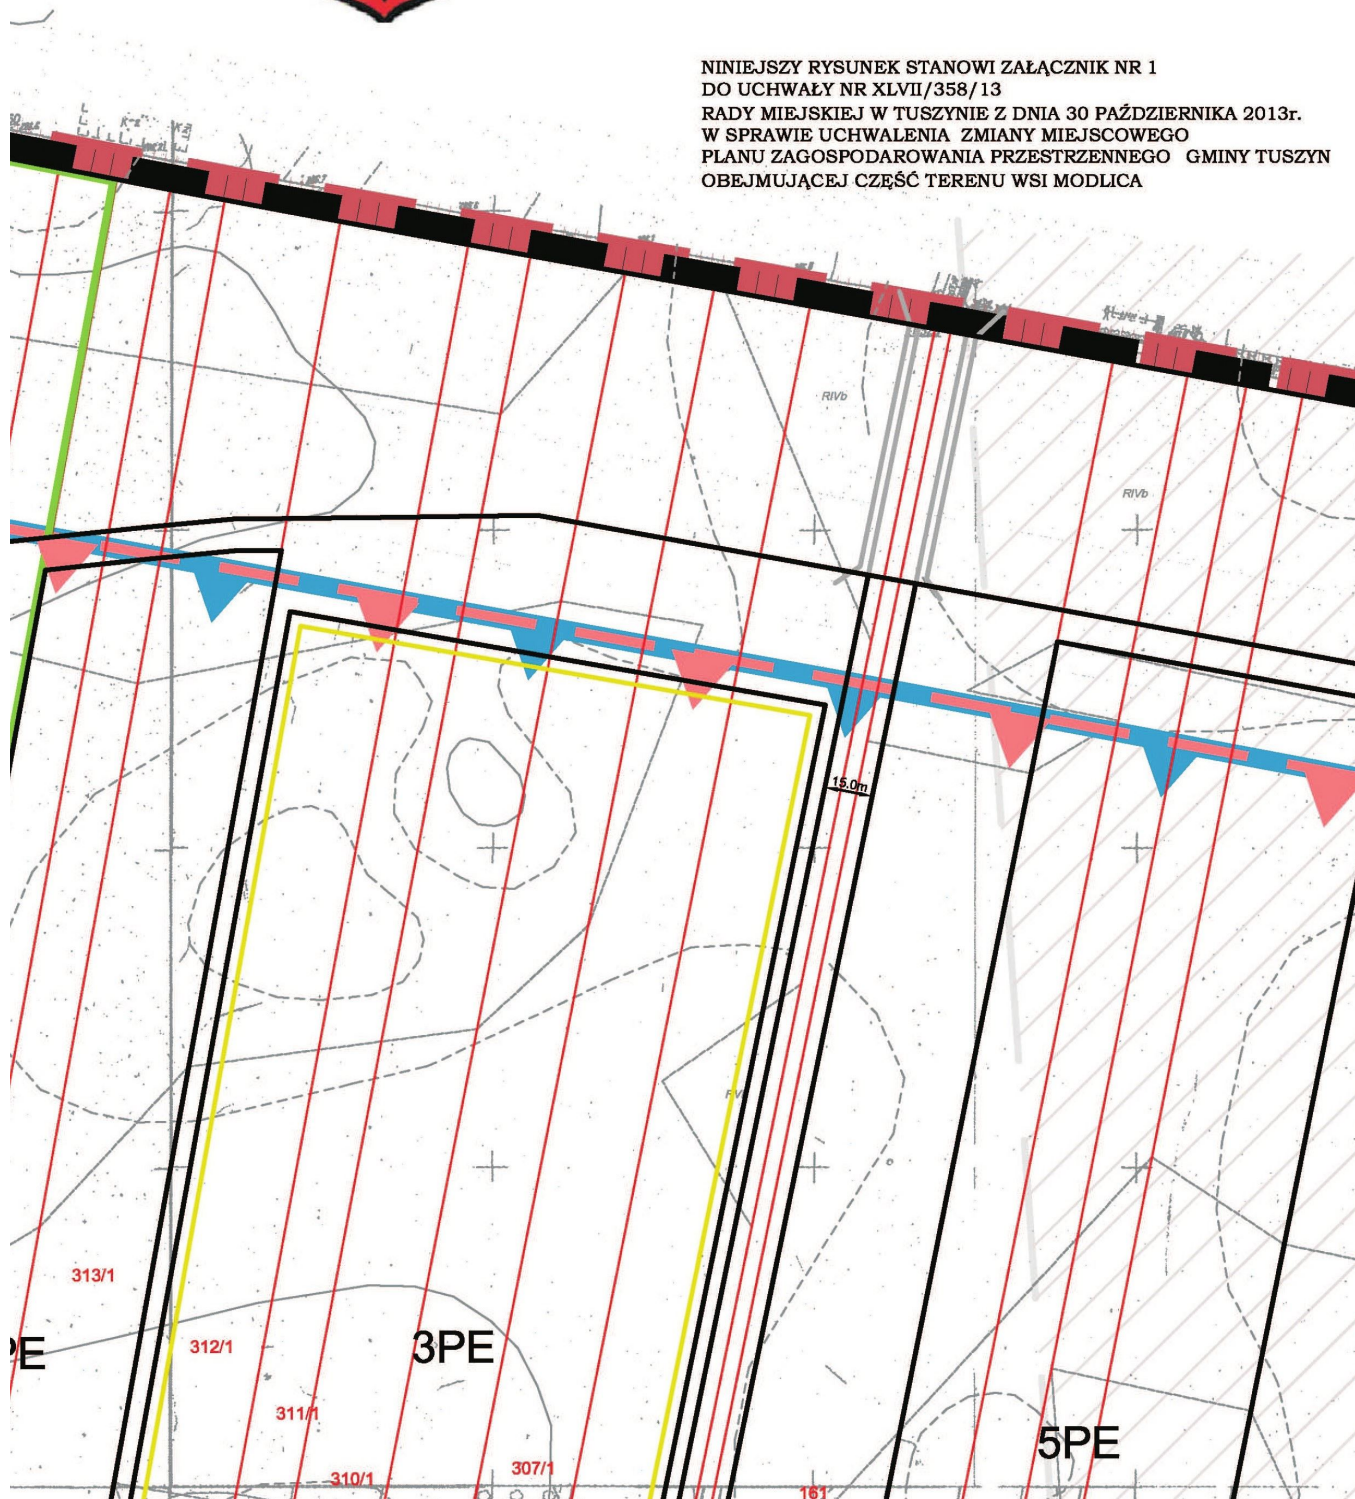 NINIEJSZY RYSUNEK STANOWI ZAŁĄCZNIK NR 1
DO UCHWAŁY NR XLVII/358/13
RADY MIEJSKIEJ W TUSZYNIE Z DNIA 30 PAŹDZIERNIKA 2013r.
W SPRAWIE UCHWALENIA ZMIANY MIEJSCOWEGO
PLANU ZAGOSPODAROWANIA PRZESTRZENNEGO GMINY TUSZYN
OBEJMUJĄCEJ CZĘŚĆ TERENU WSI MODLICA
RIVb
RIVb
15.0m
313/1
312/1
PE
3PE
311/1
5PE
307/1
310/1
161